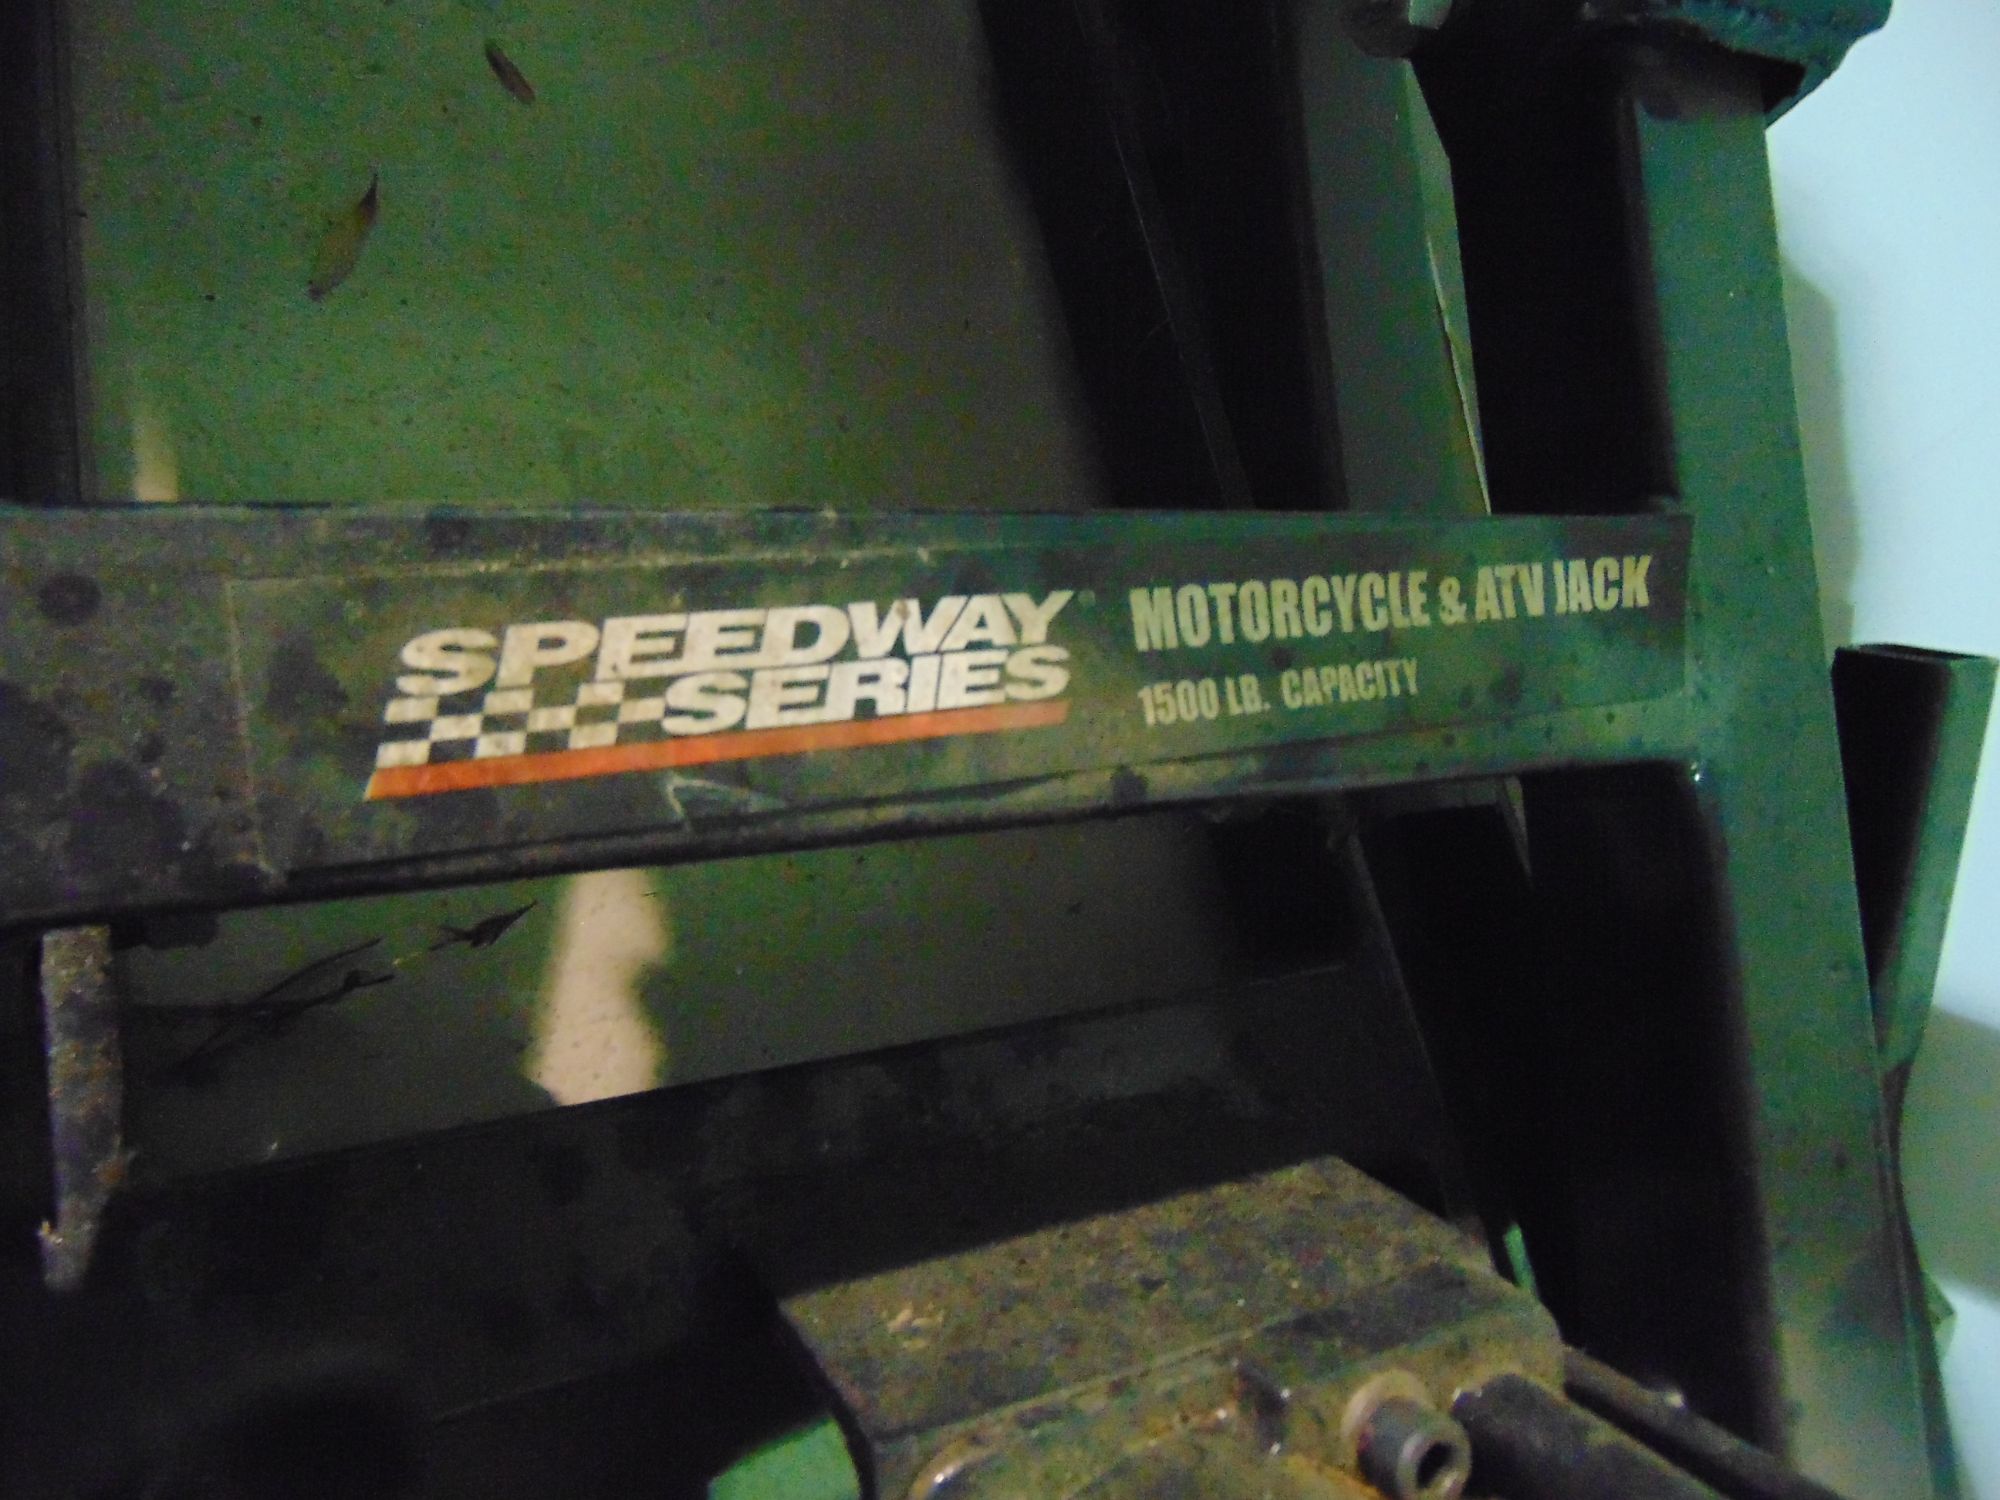 SPEEDWAY
SERIES
MOTORCYCLE & ATV JACK
1500 LB. CAPACITY